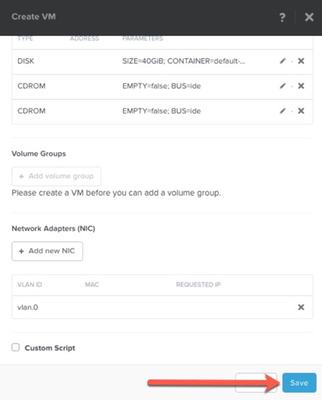 Create VM
?
TYPE ADDRESS PARAMETERS
DISK SIZE=40GiB; CONTAINER=default-...
CDROM EMPTY=false; BUS=ide
CDROM EMPTY=false; BUS=ide
Volume Groups
+ Add volume group
Please create a VM before you can add a volume group.
Network Adapters (NIC)
+ Add new NIC
VLAN ID MAC REQUESTED IP
vlan.0
Custom Script
Save